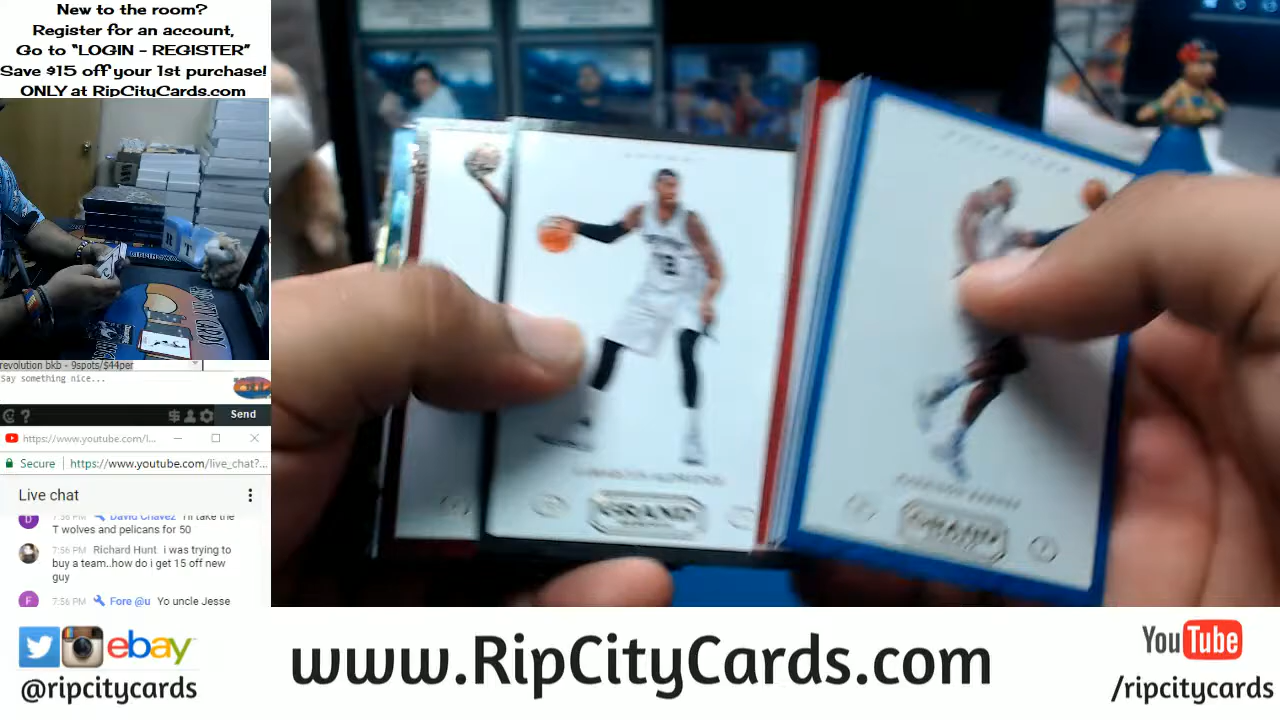 New to the room?
Register for an account,
Go to “LOGIN - REGISTER”
Save $15 off your 1st purchase!
ONLY at RipCityCards.com
revolution bkb - 9spots/$44per
Say something nice...
Send
https://www.youtube.com/l...
Secure
https://www.youtube.com/live_chat?...
Live chat
D
7:56 PM David Chavez I'll take the
T wolves and pelicans for 50
7:56 PM Richard Hunt i was trying to
buy a team..how do i get 15 off new
guy
F
7:56 PM Fore @u Yo uncle Jesse
GRAND
GRAND
R T
ebay
@ripcitycards
www.RipCityCards.com
YouTube
/ripcitycards